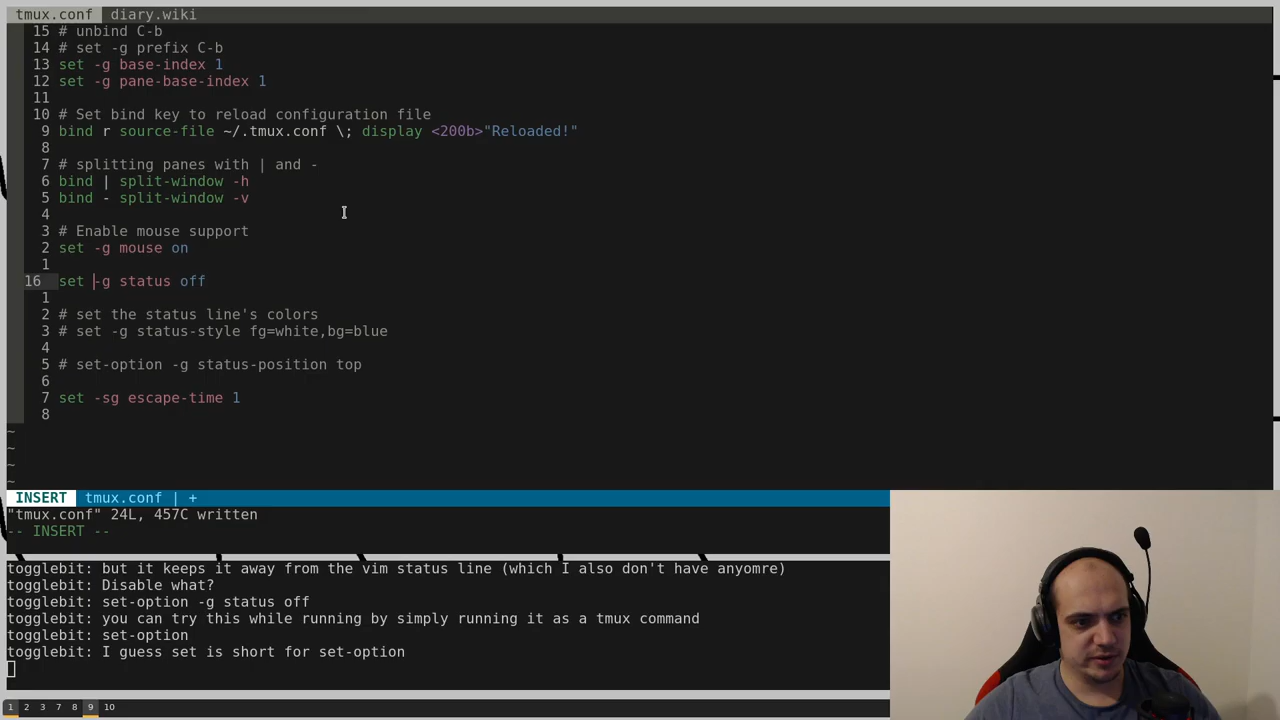 tmux.conf diary.wiki
15 # unbind C-b
14 # set -g prefix C-b
13 set -g base-index 1
12 set -g pane-base-index 1
11
10 # Set bind key to reload configuration file
9 bind r source-file ~/.tmux.conf \; display <200b>"Reloaded!"
8
7 # splitting panes with | and -
6 bind | split-window -h
5 bind - split-window -v
4
3 # Enable mouse support
2 set -g mouse on
1
16 set -g status off
1
2 # set the status line's colors
3 # set -g status-style fg=white,bg=blue
4
5 # set-option -g status-position top
6
7 set -sg escape-time 1
8
~
~
~
~
INSERT tmux.conf | +
"tmux.conf" 24L, 457C written
-- INSERT --
togglebit: but it keeps it away from the vim status line (which I also don't have anyomre)
togglebit: Disable what?
togglebit: set-option -g status off
togglebit: you can try this while running by simply running it as a tmux command
togglebit: set-option
togglebit: I guess set is short for set-option
1 2 3 7 8 9 10